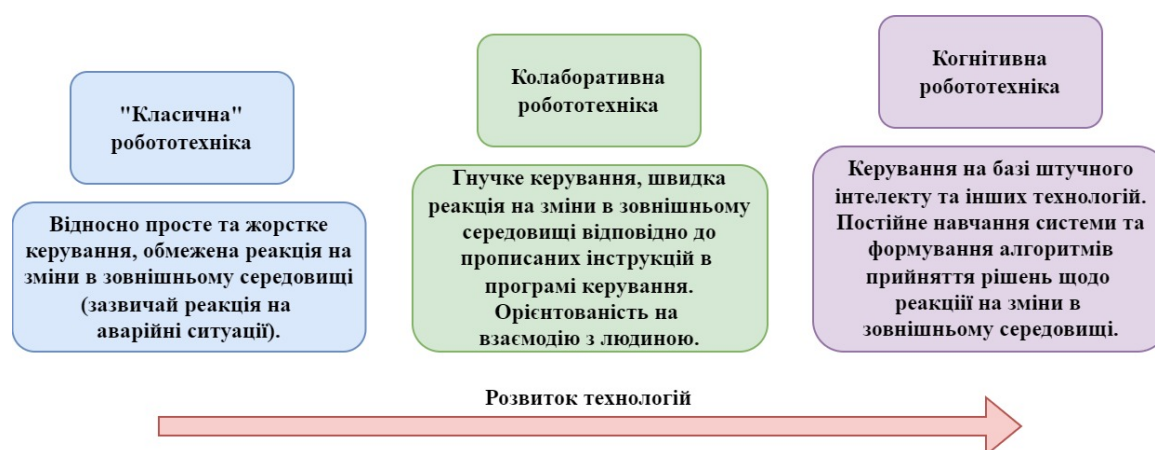 "Класична"
робототехніка
Відносно просте та жорстке
керування, обмежена реакція на
зміни в зовнішньому середовищі
(зазвичай реакція на
аварійні ситуації).
Колаборативна
робототехніка
Гнучке керування, швидка
реакція на зміни в зовнішньому
середовищі відповідно до
прописаних інструкцій в
програмі керування.
Орієнтованість на
взаємодію з людиною.
Когнітивна
робототехніка
Керування на базі штучного
інтелекту та інших технологій.
Постійне навчання системи та
формування алгоритмів
прийняття рішень щодо
реакціїї на зміни в
зовнішньому середовищі.
Розвиток технологій